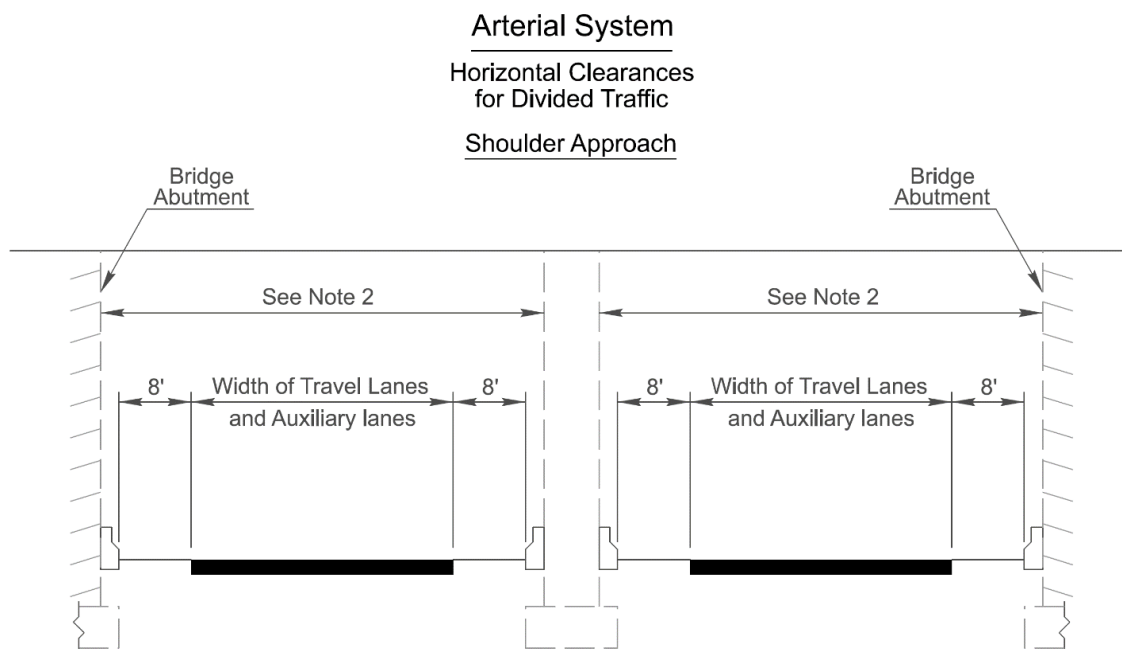 Arterial System
Horizontal Clearances
for Divided Traffic
Shoulder Approach
Bridge
Abutment
Bridge
Abutment
See Note 2
See Note 2
8'
Width of Travel Lanes
and Auxiliary lanes
8'
8'
Width of Travel Lanes
and Auxiliary lanes
8'